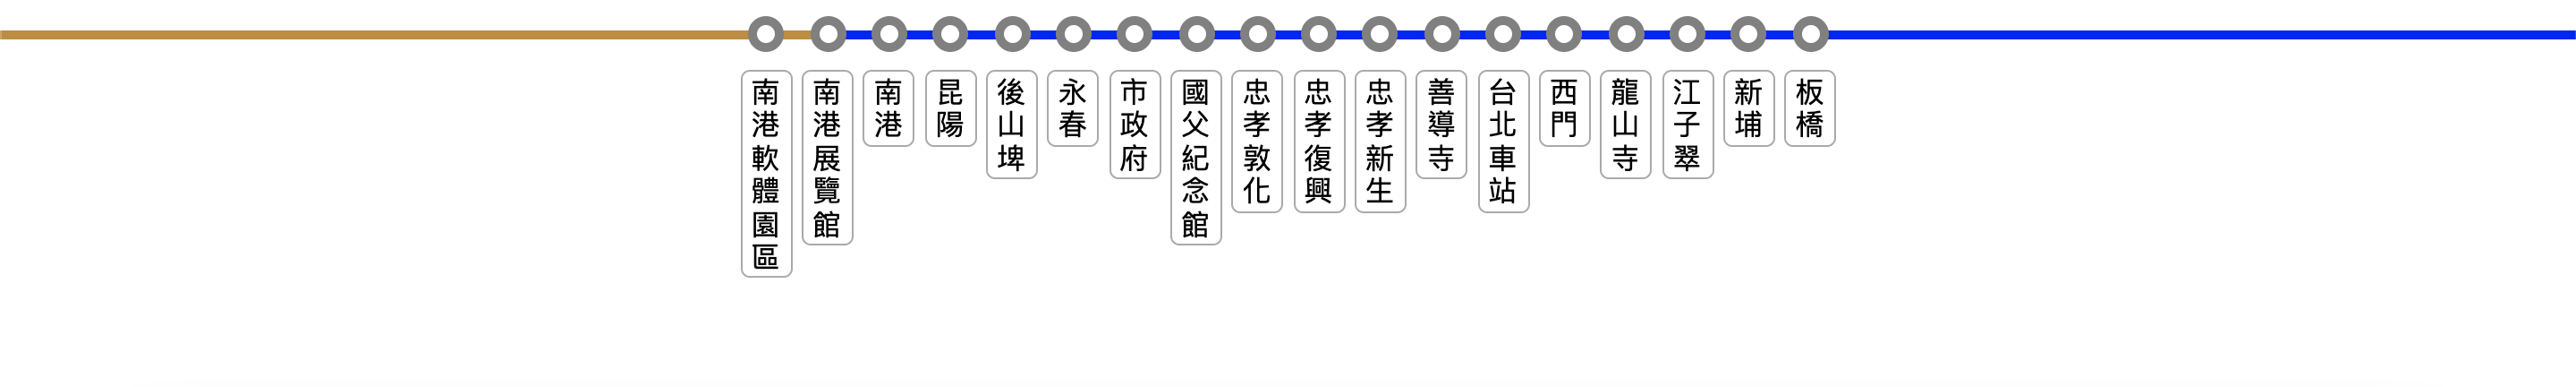 南港軟體園區
南港展覽館
南港
昆陽
後山埤
永春
市政府
國父紀念館
忠孝敦化
忠孝復興
忠孝新生
善導寺
台北車站
西門
龍山寺
江子翠
新埔
板橋